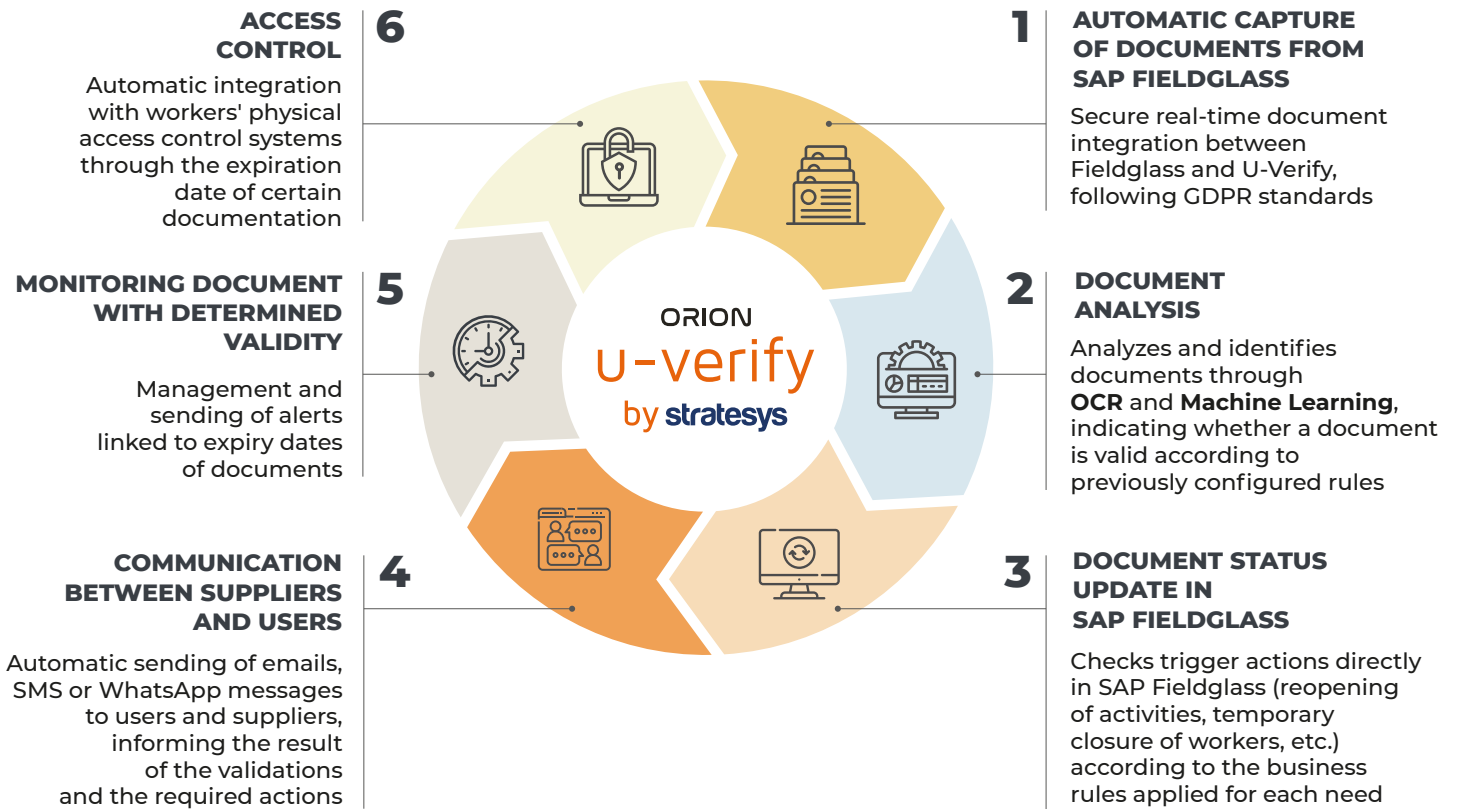 1
AUTOMATIC CAPTURE
OF DOCUMENTS FROM
SAP FIELDGLASS
Secure real-time document
integration between
Fieldglass and U-Verify,
following GDPR standards
2
DOCUMENT
ANALYSIS
Analyzes and identifies
documents through
OCR and Machine Learning,
indicating whether a document
is valid according to
previously configured rules
3
DOCUMENT STATUS
UPDATE IN
SAP FIELDGLASS
Checks trigger actions directly
in SAP Fieldglass (reopening
of activities, temporary
closure of workers, etc.)
according to the business
rules applied for each need
4
COMMUNICATION
BETWEEN SUPPLIERS
AND USERS
Automatic sending of emails,
SMS or WhatsApp messages
to users and suppliers,
informing the result
of the validations
and the required actions
5
MONITORING DOCUMENT
WITH DETERMINED
VALIDITY
Management and
sending of alerts
linked to expiry dates
of documents
6
ACCESS
CONTROL
Automatic integration
with workers' physical
access control systems
through the expiration
date of certain
documentation
ORION
u-verify
by stratesys